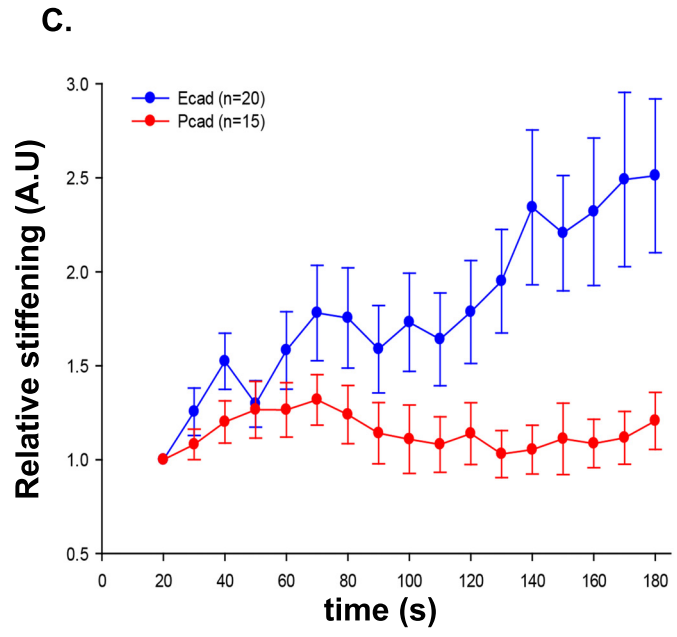 C.
Relative stiffening (A.U)
3.0
2.5
2.0
1.5
1.0
0.5
Ecad (n=20)
Pcad (n=15)
0 20 40 60 80 100 120 140 160 180
time (s)